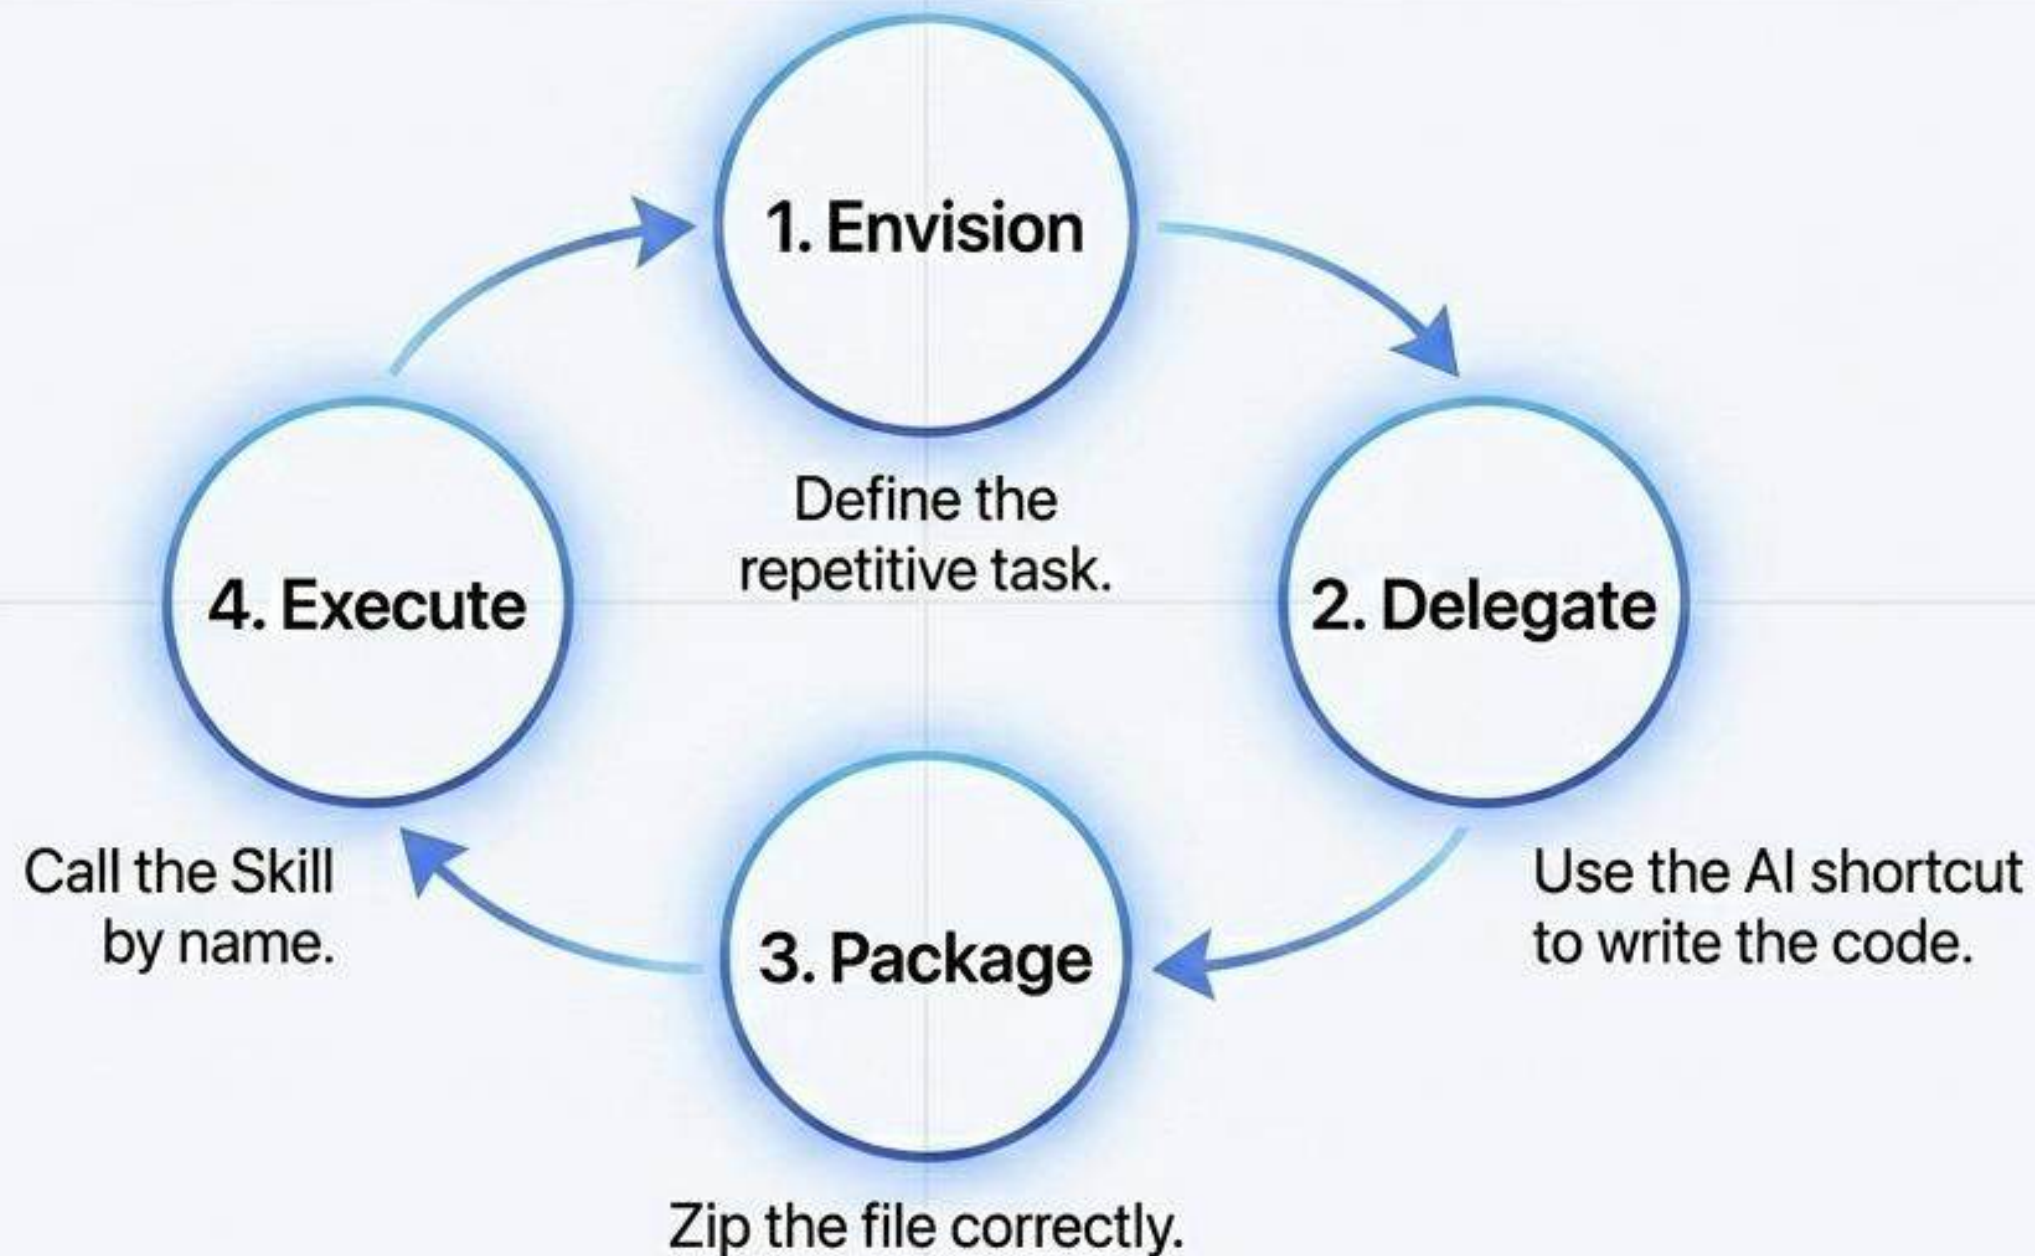 1. Envision
Define the
repetitive task.
2. Delegate
Use the AI shortcut
to write the code.
3. Package
Zip the file correctly.
4. Execute
Call the Skill
by name.